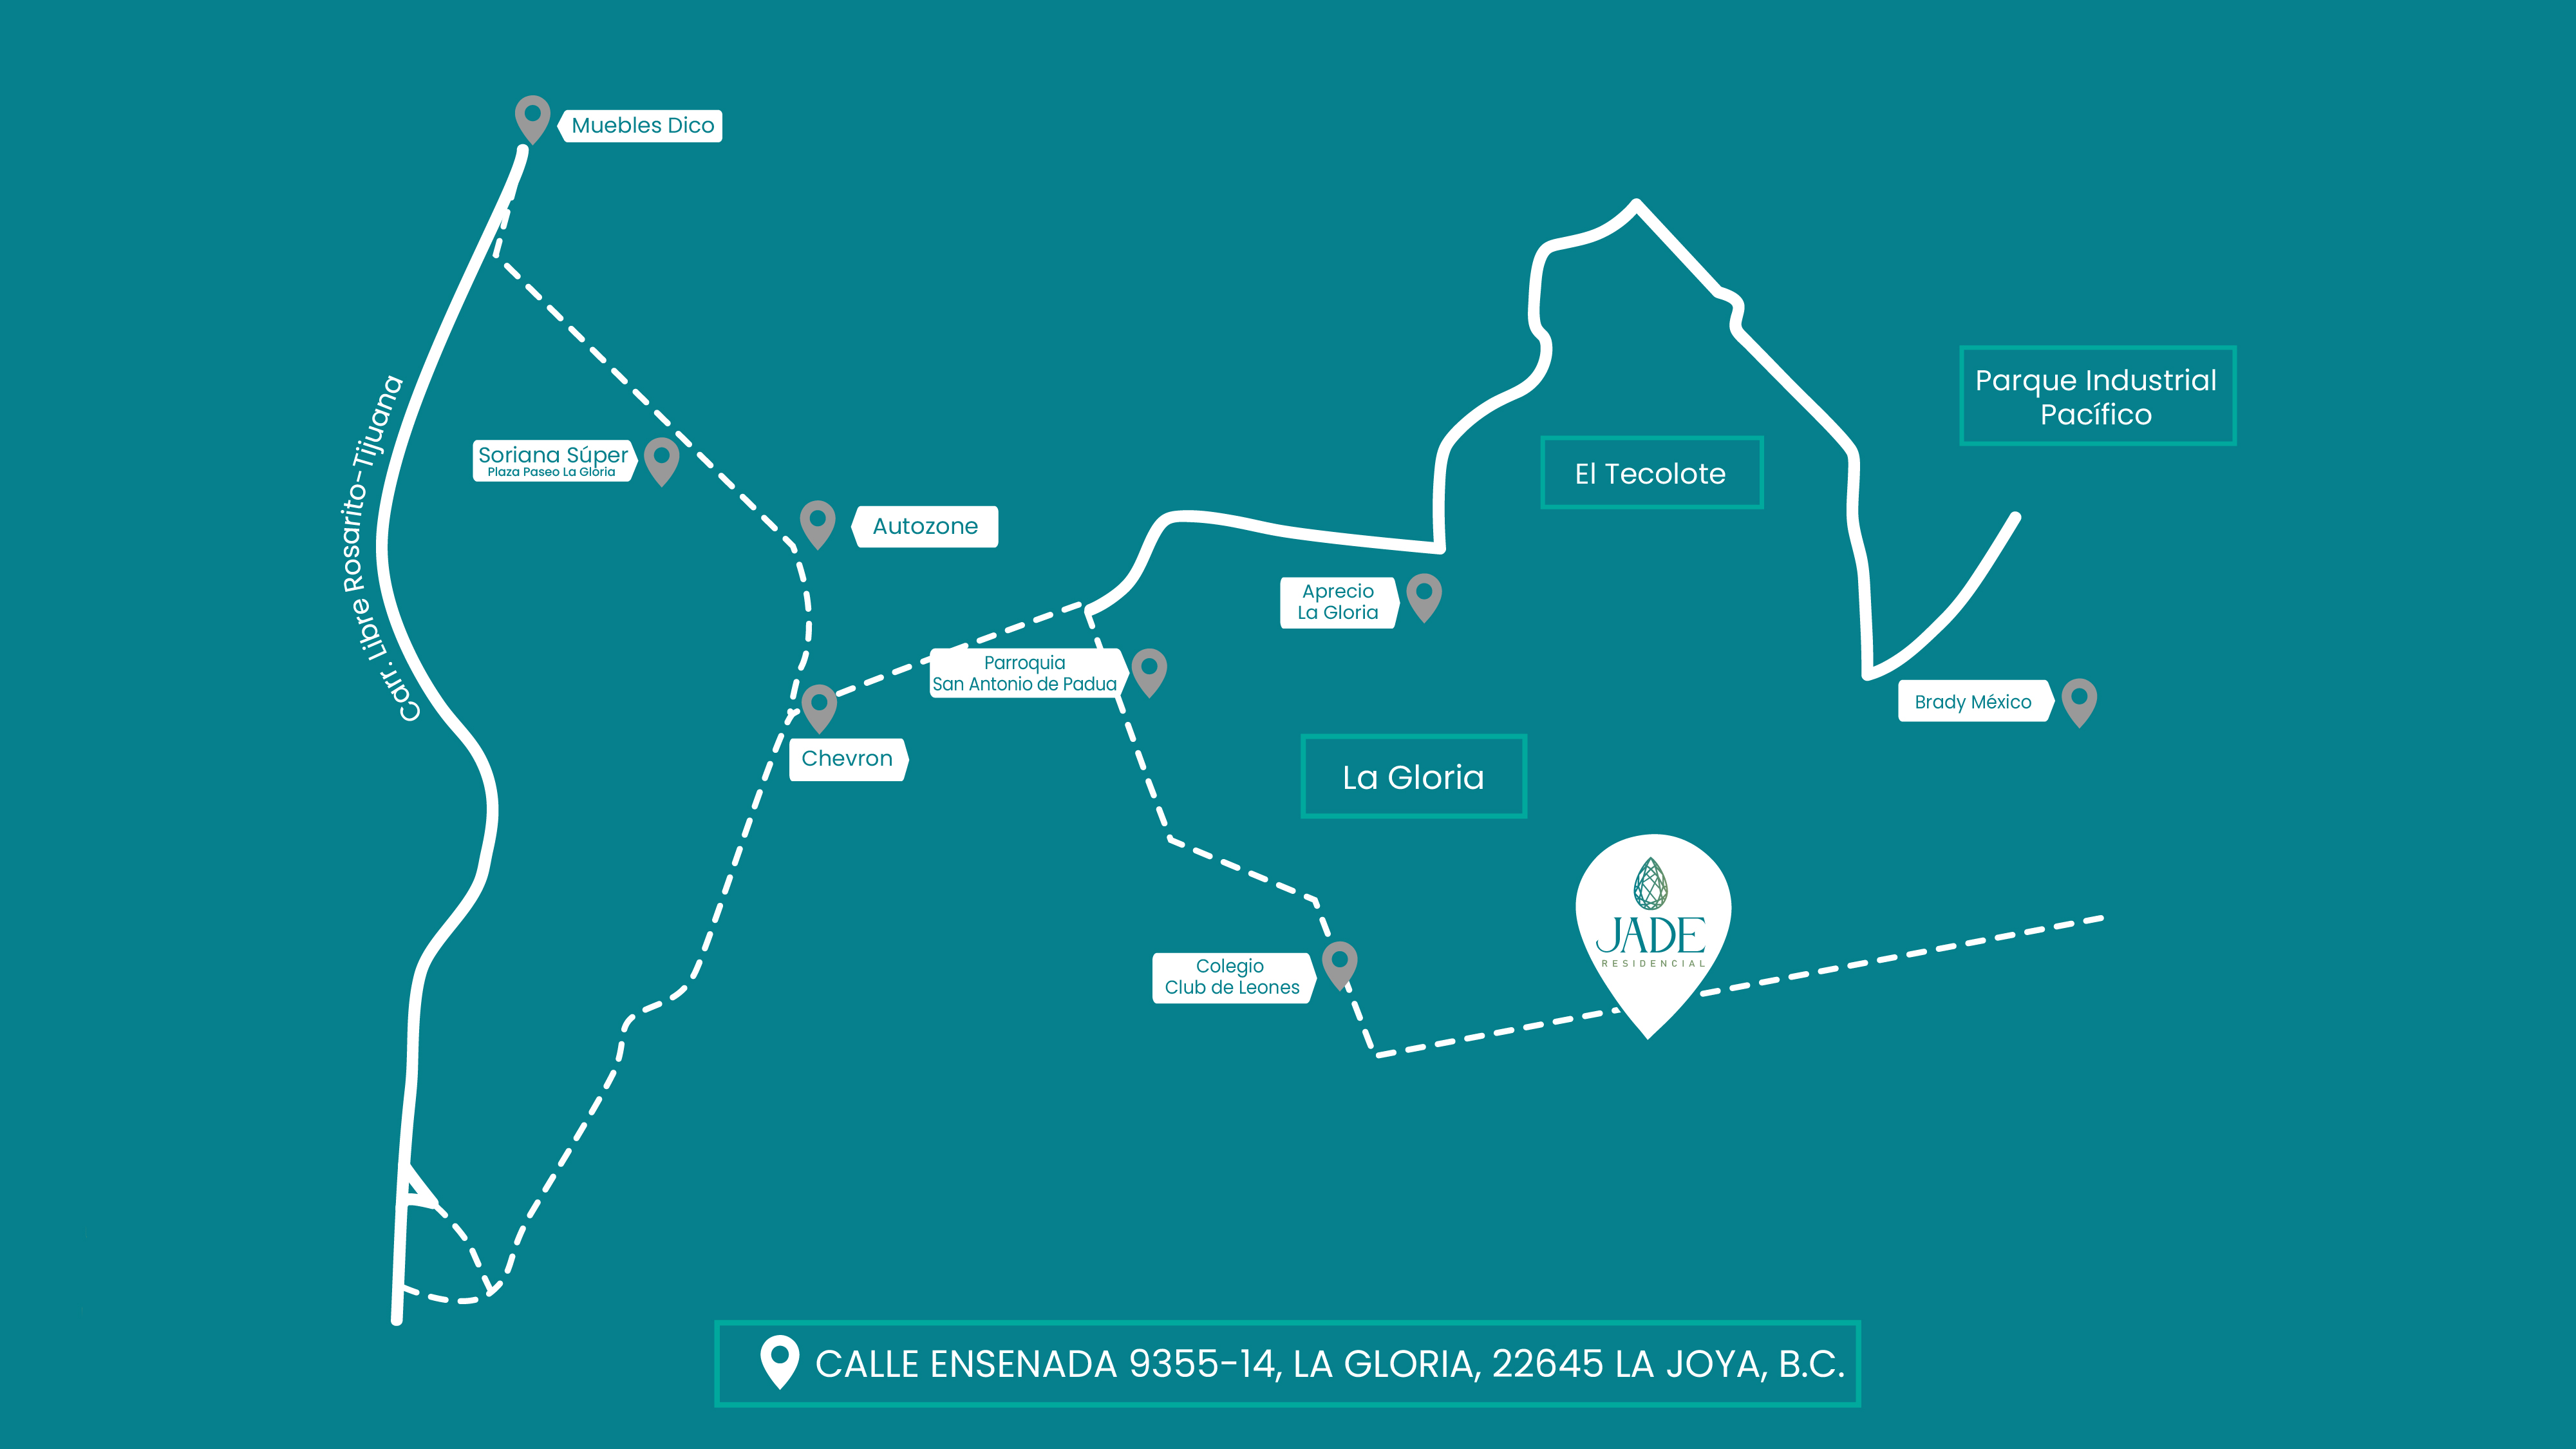 Muebles Dico
Carr. Libre Rosarito-Tijuana
Soriana Súper
Plaza Paseo La Gloria
Autozone
Parque Industrial
Pacífico
El Tecolote
Aprecio
La Gloria
Parroquia
San Antonio de Padua
Brady México
Chevron
La Gloria
JADE
RESIDENCIAL
Colegio
Club de Leones
CALLE ENSENADA 9355-14, LA GLORIA, 22645 LA JOYA, B.C.